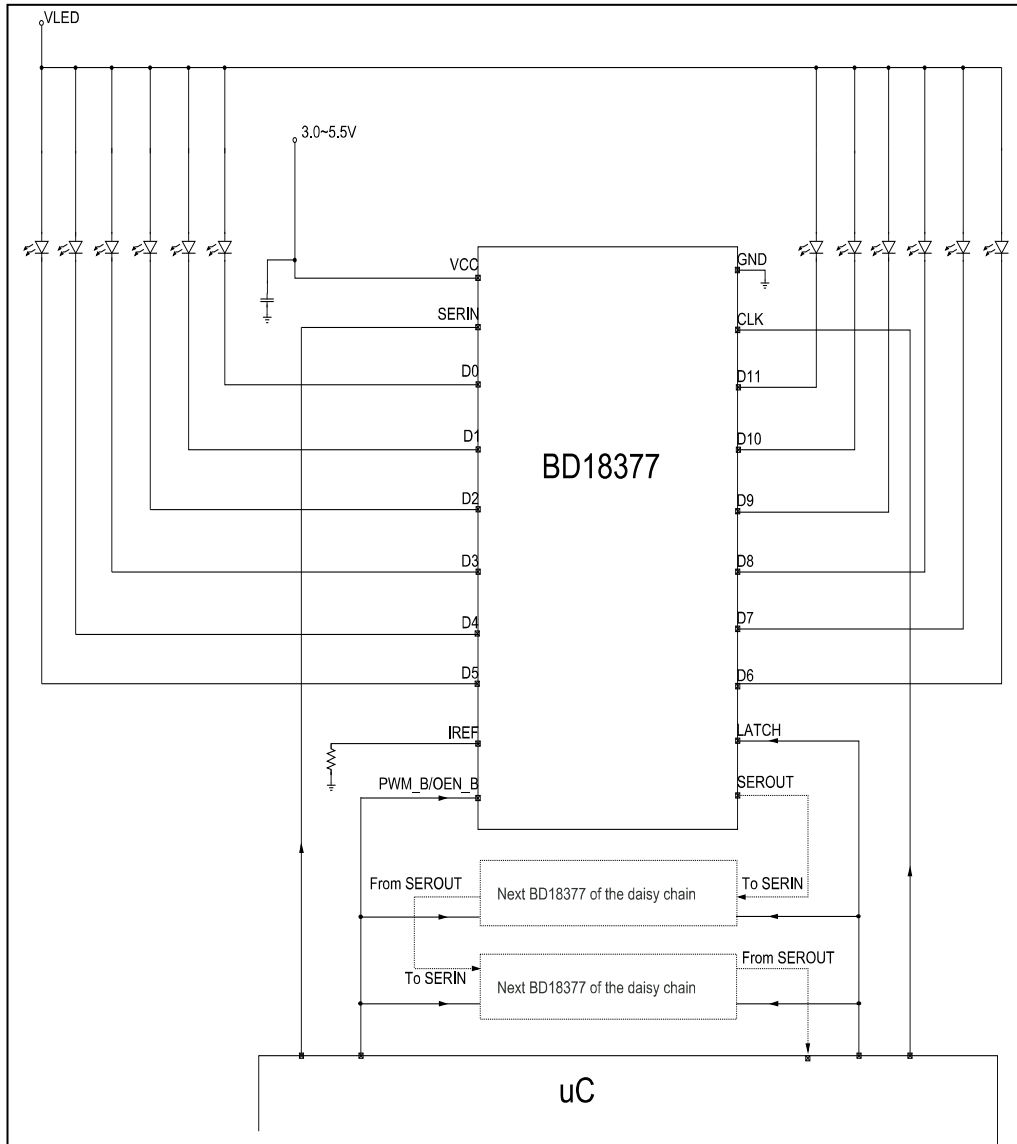 VLED
3.0~5.5V
VCC
GND
SERIN
CLK
D0
D11
D1
D10
BD18377
D2
D9
D3
D8
D4
D7
D5
D6
IREF
LATCH
PWM_B/OEN_B
SEROUT
From SEROUT
Next BD18377 of the daisy chain
To SERIN
To SERIN
Next BD18377 of the daisy chain
From SEROUT
uC